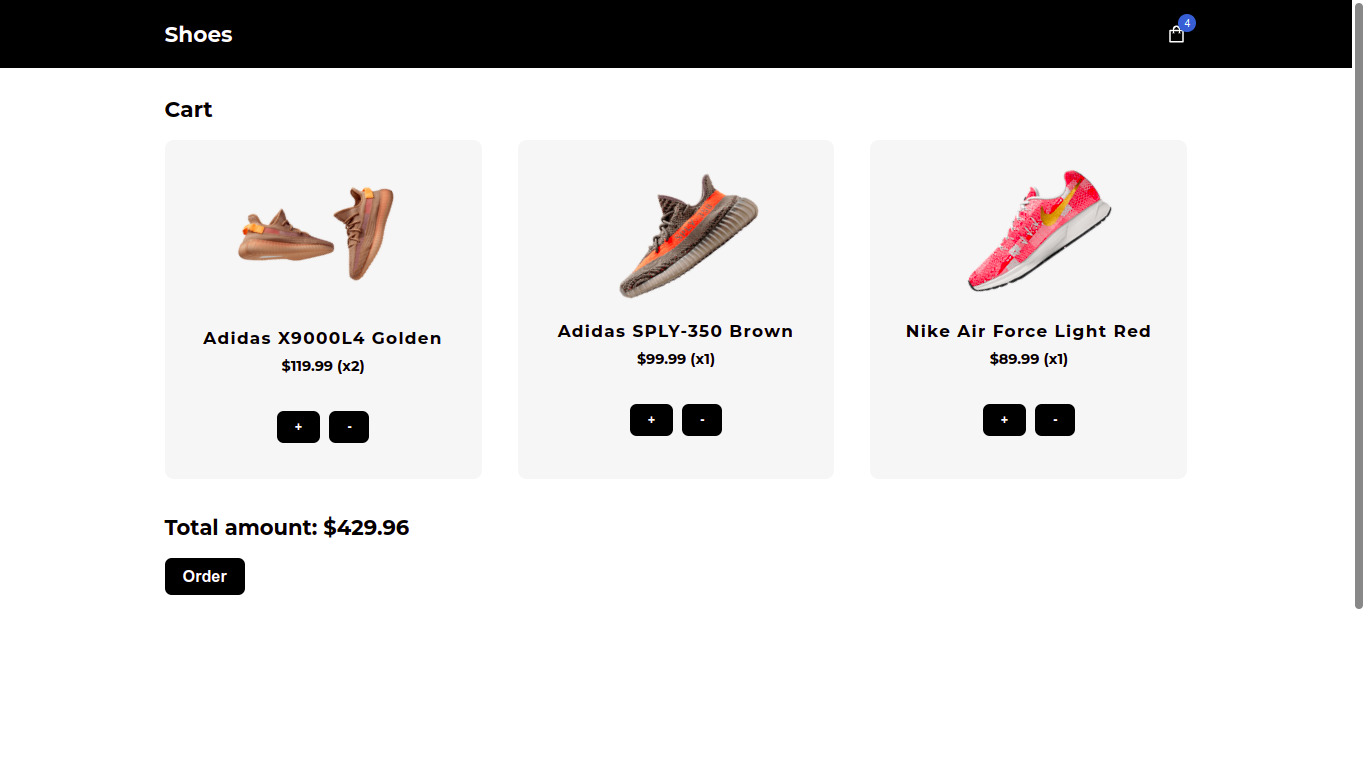 Shoes
4
Cart
Adidas X9000L4 Golden
$119.99 (x2)
+ -
Adidas SPLY-350 Brown
$99.99 (x1)
+ -
Nike Air Force Light Red
$89.99 (x1)
+ -
Total amount: $429.96
Order